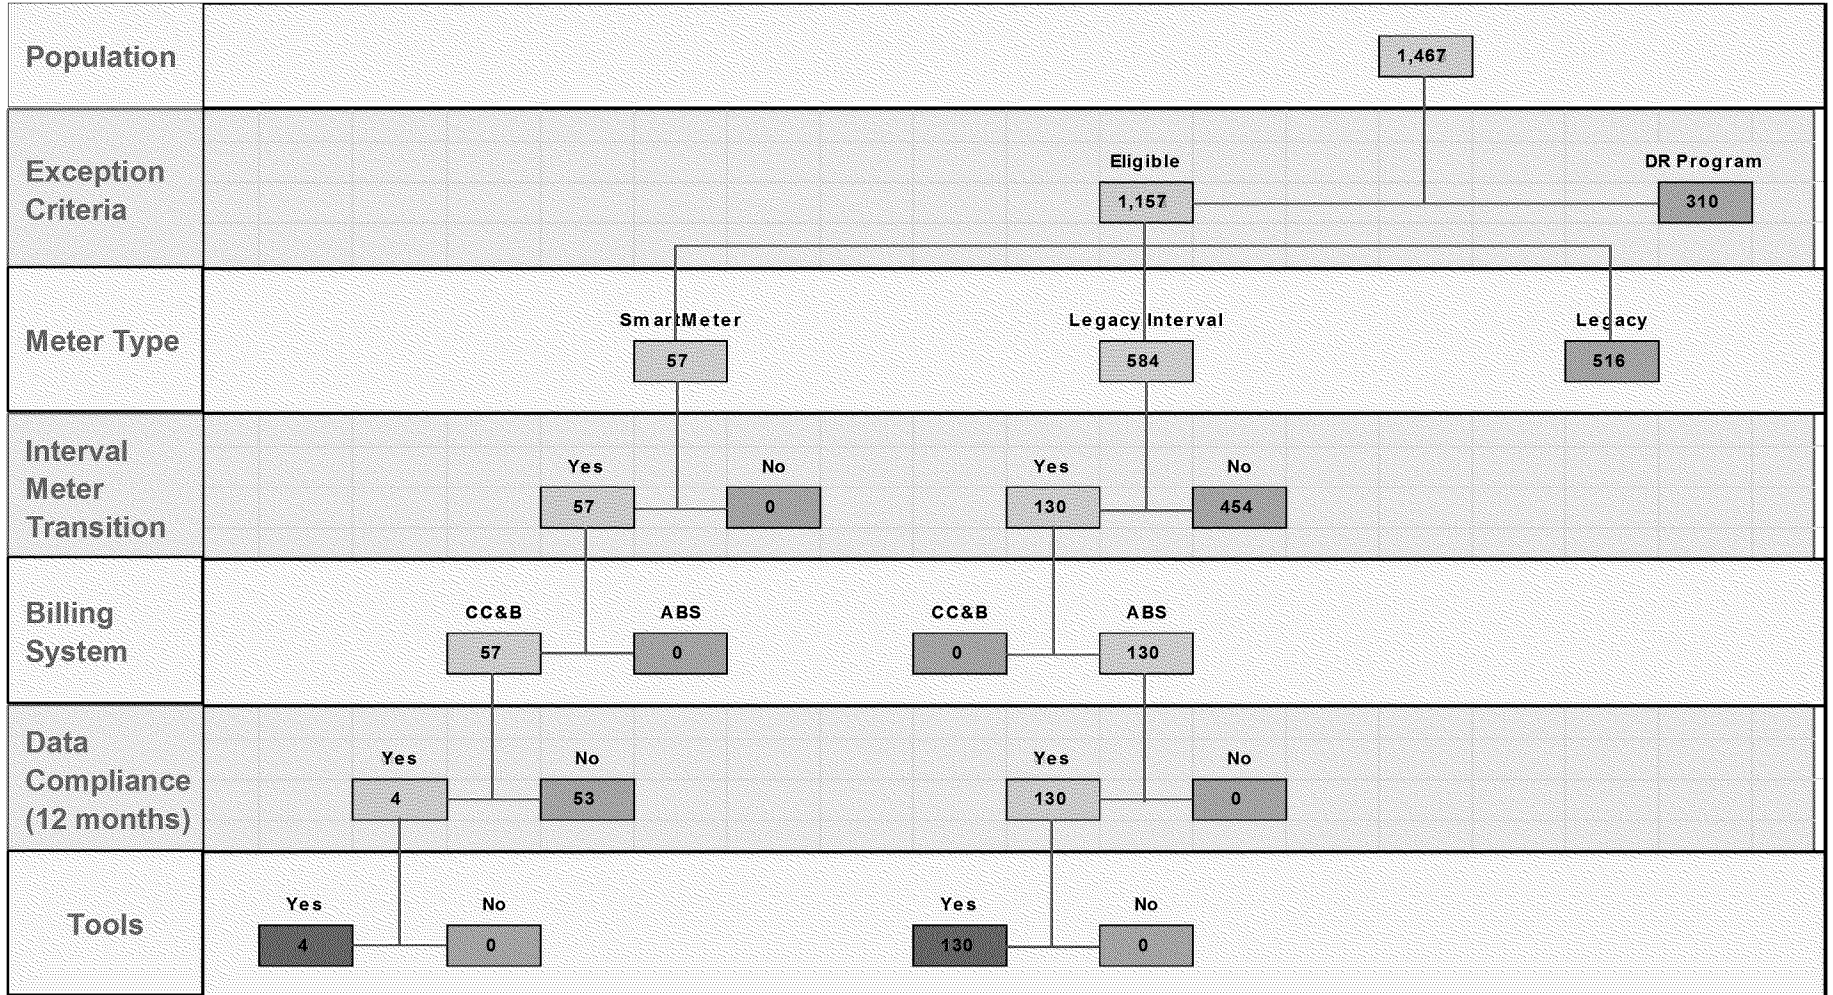 Population
1,467
Exception
Criteria
Eligible
DR Program
1,157
310
Meter Type
SmartMeter
Legacy Interval
Legacy
57
584
516
Interval
Meter
Transition
Yes
No
Yes
No
57
0
130
454
Billing
System
CC&B
ABS
CC&B
ABS
57
0
0
130
Data
Compliance
(12 months)
Yes
No
Yes
No
4
53
130
0
Tools
Yes
No
Yes
No
4
0
130
0